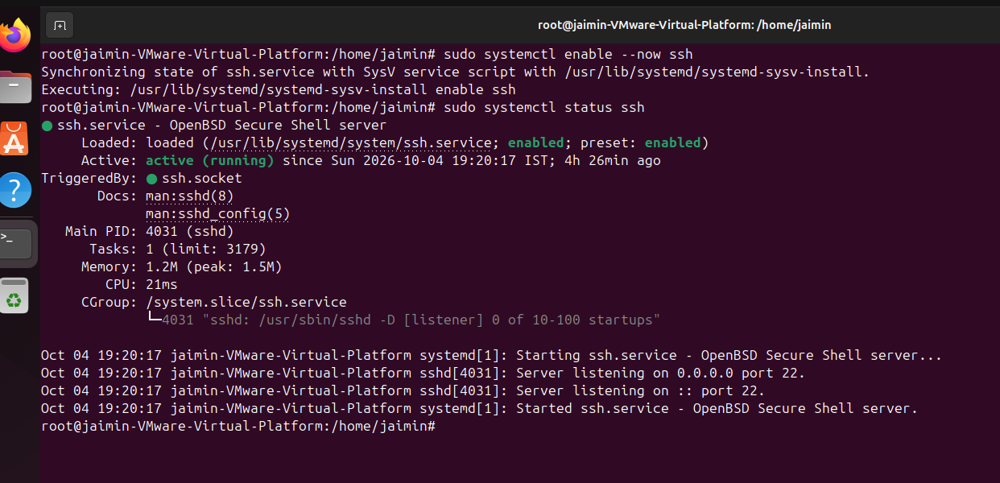 root@jaimin-VMware-Virtual-Platform: /home/jaimin
root@jaimin-VMware-Virtual-Platform:/home/jaimin# sudo systemctl enable --now ssh
Synchronizing state of ssh.service with SysV service script with /usr/lib/systemd/systemd-sysv-install.
Executing: /usr/lib/systemd/systemd-sysv-install enable ssh
root@jaimin-VMware-Virtual-Platform:/home/jaimin# sudo systemctl status ssh
● ssh.service - OpenBSD Secure Shell server
     Loaded: loaded (/usr/lib/systemd/system/ssh.service; enabled; preset: enabled)
     Active: active (running) since Sun 2026-10-04 19:20:17 IST; 4h 26min ago
TriggeredBy: ● ssh.socket
       Docs: man:sshd(8)
             man:sshd_config(5)
   Main PID: 4031 (sshd)
      Tasks: 1 (limit: 3179)
     Memory: 1.2M (peak: 1.5M)
        CPU: 21ms
     CGroup: /system.slice/ssh.service
             └─4031 "sshd: /usr/sbin/sshd -D [listener] 0 of 10-100 startups"
Oct 04 19:20:17 jaimin-VMware-Virtual-Platform systemd[1]: Starting ssh.service - OpenBSD Secure Shell server...
Oct 04 19:20:17 jaimin-VMware-Virtual-Platform sshd[4031]: Server listening on 0.0.0.0 port 22.
Oct 04 19:20:17 jaimin-VMware-Virtual-Platform sshd[4031]: Server listening on :: port 22.
Oct 04 19:20:17 jaimin-VMware-Virtual-Platform systemd[1]: Started ssh.service - OpenBSD Secure Shell server.
root@jaimin-VMware-Virtual-Platform:/home/jaimin#